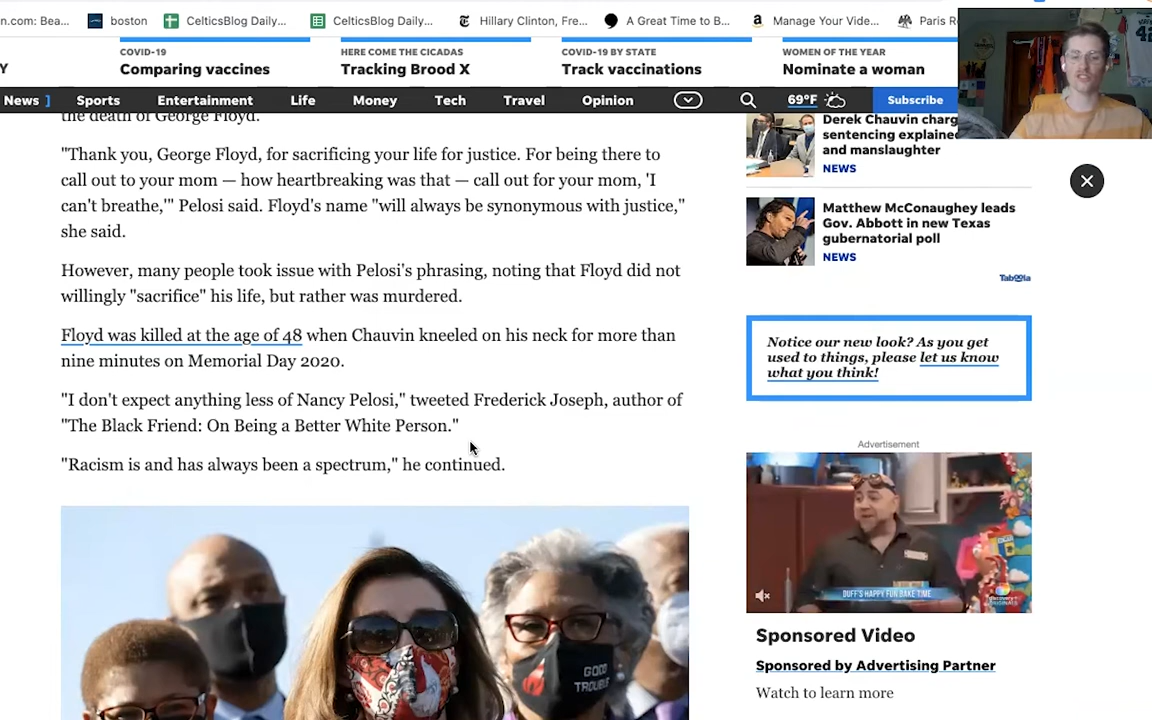 n.com: Bea...
boston
CelticsBlog Daily...
CelticsBlog Daily...
Hillary Clinton, Fre...
A Great Time to B...
Manage Your Vide...
Paris R
COVID-19
Comparing vaccines
HERE COME THE CICADAS
Tracking Brood X
COVID-19 BY STATE
Track vaccinations
WOMEN OF THE YEAR
Nominate a woman
Y
News ]
Sports
Entertainment
Life
Money
Tech
Travel
Opinion
69°F
Subscribe
42
the death of George Floyd.
"Thank you, George Floyd, for sacrificing your life for justice. For being there to
call out to your mom — how heartbreaking was that — call out for your mom, 'I
can't breathe,'" Pelosi said. Floyd's name "will always be synonymous with justice,"
she said.
However, many people took issue with Pelosi's phrasing, noting that Floyd did not
willingly "sacrifice" his life, but rather was murdered.
Floyd was killed at the age of 48 when Chauvin kneeled on his neck for more than
nine minutes on Memorial Day 2020.
"I don't expect anything less of Nancy Pelosi," tweeted Frederick Joseph, author of
"The Black Friend: On Being a Better White Person."
"Racism is and has always been a spectrum," he continued.
GOOD
TROUBLE
Derek Chauvin charg
sentencing explaine
and manslaughter
NEWS
Matthew McConaughey leads
Gov. Abbott in new Texas
gubernatorial poll
NEWS
Taboola
Notice our new look? As you get
used to things, please let us know
what you think!
Advertisement
DUFF'S HAPPY FUN BAKE TIME
discovery+
ORIGINALS
Sponsored Video
Sponsored by Advertising Partner
Watch to learn more